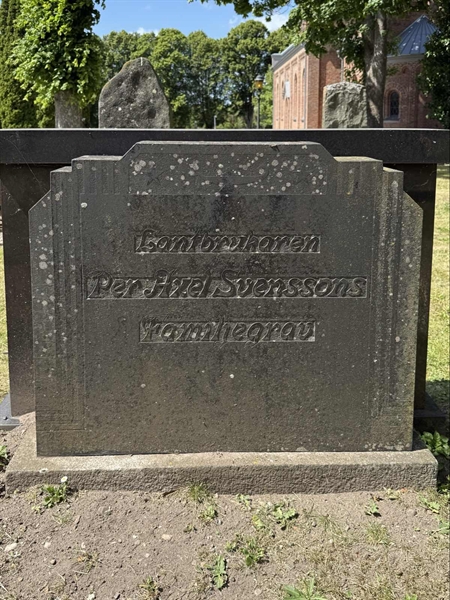 Lantbrukaren
Per Axel Svenssons
familjegrav